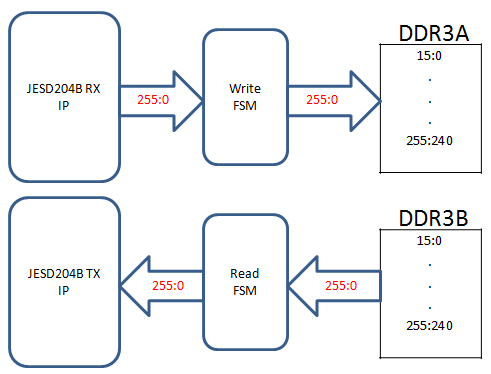 DDR3A
JESD204B RX
IP
255:0
Write
FSM
255:0
15:0
.
.
.
255:240
DDR3B
JESD204B TX
IP
255:0
Read
FSM
255:0
15:0
.
.
.
255:240